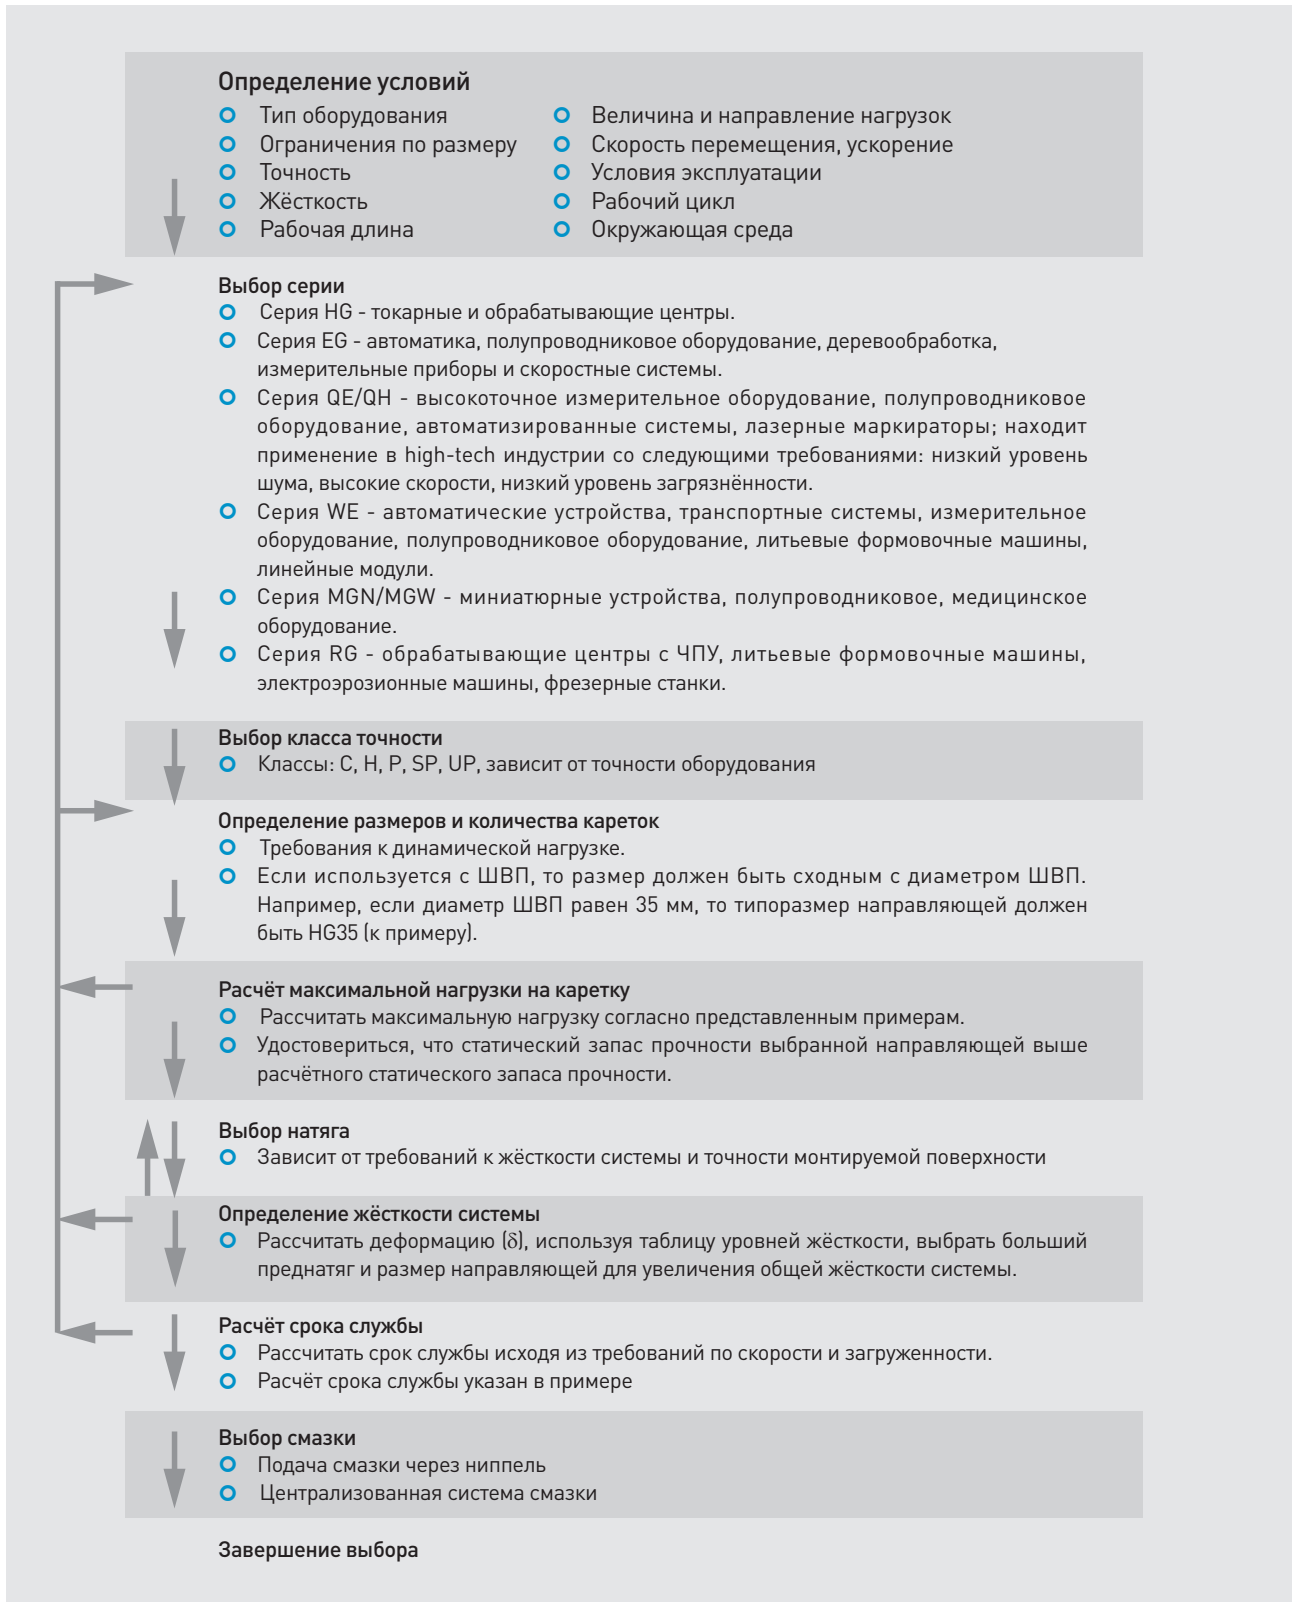 Определение условий
Тип оборудования
Ограничения по размеру
Точность
Жёсткость
Рабочая длина
Величина и направление нагрузок
Скорость перемещения, ускорение
Условия эксплуатации
Рабочий цикл
Окружающая среда
Выбор серии
Серия HG - токарные и обрабатывающие центры.
Серия EG - автоматика, полупроводниковое оборудование, деревообработка,
измерительные приборы и скоростные системы.
Серия QE/QH - высокоточное измерительное оборудование, полупроводниковое
оборудование, автоматизированные системы, лазерные маркираторы; находит
применение в high-tech индустрии со следующими требованиями: низкий уровень
шума, высокие скорости, низкий уровень загрязнённости.
Серия WE - автоматические устройства, транспортные системы, измерительное
оборудование, полупроводниковое оборудование, литьевые формовочные машины,
линейные модули.
Серия MGN/MGW - миниатюрные устройства, полупроводниковое, медицинское
оборудование.
Серия RG - обрабатывающие центры с ЧПУ, литьевые формовочные машины,
электроэрозионные машины, фрезерные станки.
Выбор класса точности
Классы: C, H, P, SP, UP, зависит от точности оборудования
Определение размеров и количества кареток
Требования к динамической нагрузке.
Если используется с ШВП, то размер должен быть сходным с диаметром ШВП.
Например, если диаметр ШВП равен 35 мм, то типоразмер направляющей должен
быть HG35 (к примеру).
Расчёт максимальной нагрузки на каретку
Рассчитать максимальную нагрузку согласно представленным примерам.
Удостовериться, что статический запас прочности выбранной направляющей выше
расчётного статического запаса прочности.
Выбор натяга
Зависит от требований к жёсткости системы и точности монтируемой поверхности
Определение жёсткости системы
Рассчитать деформацию (δ), используя таблицу уровней жёсткости, выбрать больший
преднатяг и размер направляющей для увеличения общей жёсткости системы.
Расчёт срока службы
Рассчитать срок службы исходя из требований по скорости и загруженности.
Расчёт срока службы указан в примере
Выбор смазки
Подача смазки через ниппель
Централизованная система смазки
Завершение выбора